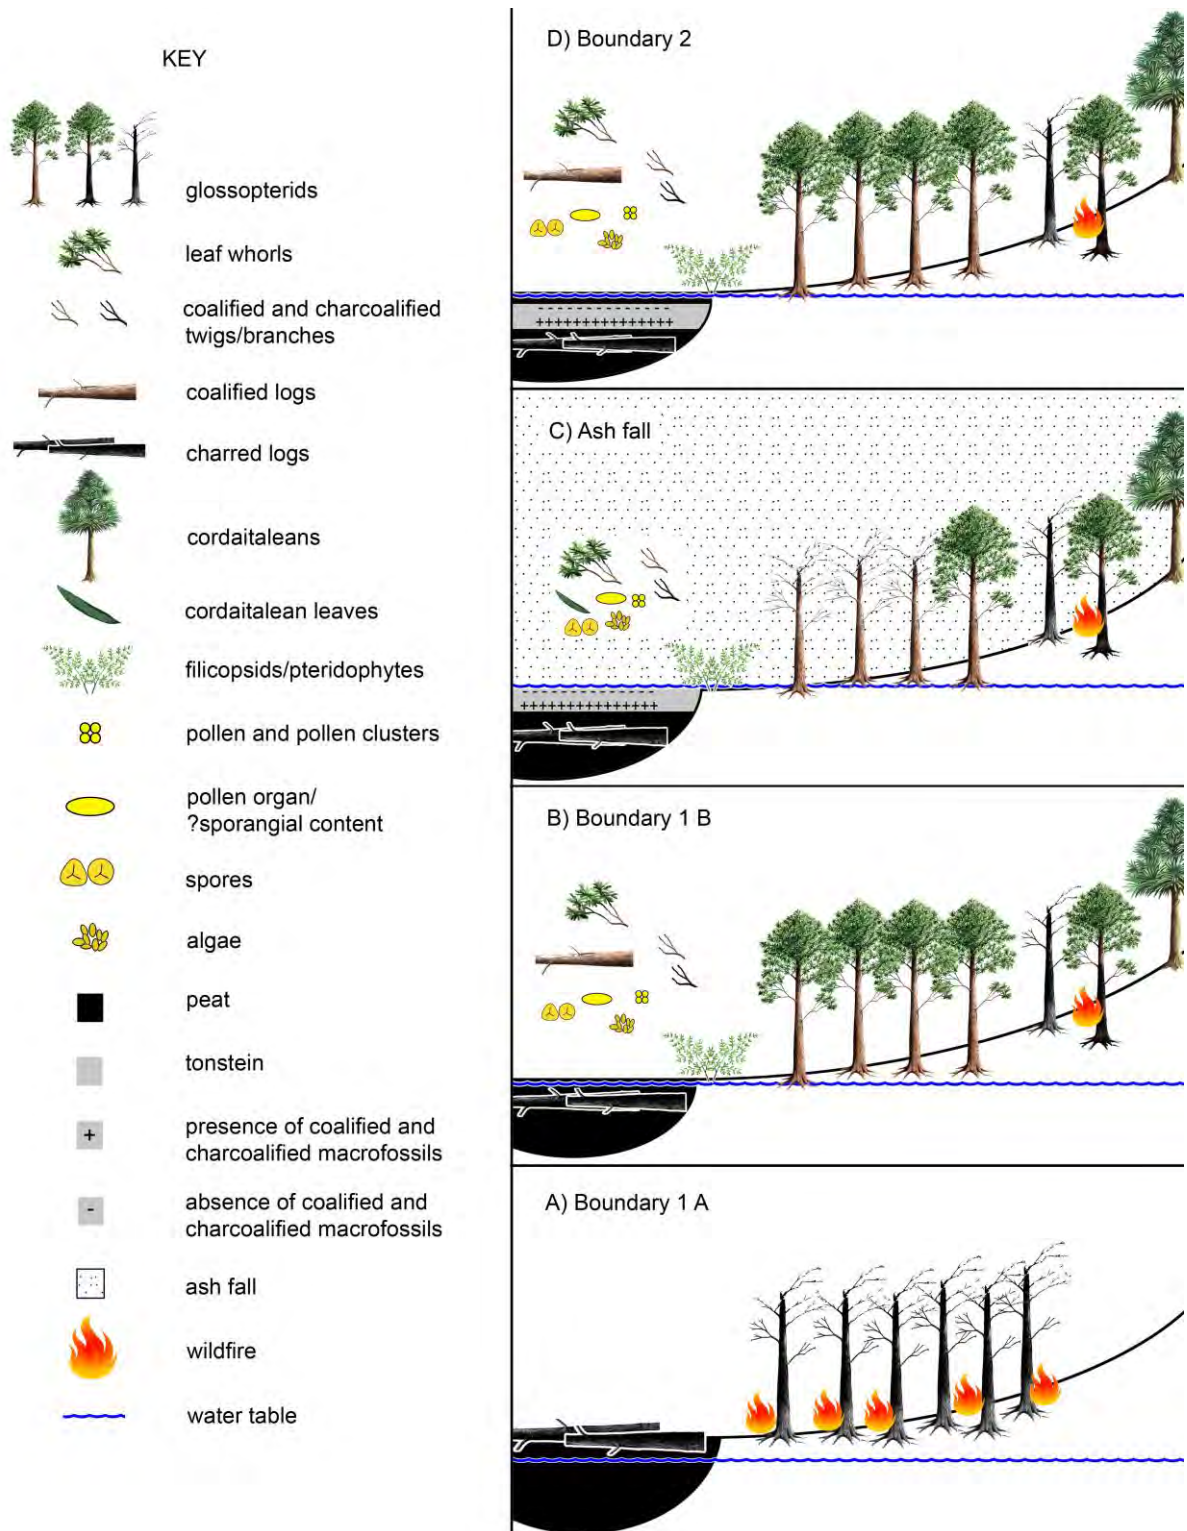 KEY
glossopterids
leaf whorls
coalified and charcoalified
twigs/branches
coalified logs
charred logs
cordaitaleans
cordaitalean leaves
filicopsids/pteridophytes
pollen and pollen clusters
pollen organ/
?sporangial content
spores
algae
peat
tonstein
+
presence of coalified and
charcoalified macrofossils
-
absence of coalified and
charcoalified macrofossils
ash fall
wildfire
water table
D) Boundary 2
- - - - - - - - - - - - - -
+++++++++++++++
C) Ash fall
- - - - - - - - - - - - - -
+++++++++++++++
B) Boundary 1 B
A) Boundary 1 A